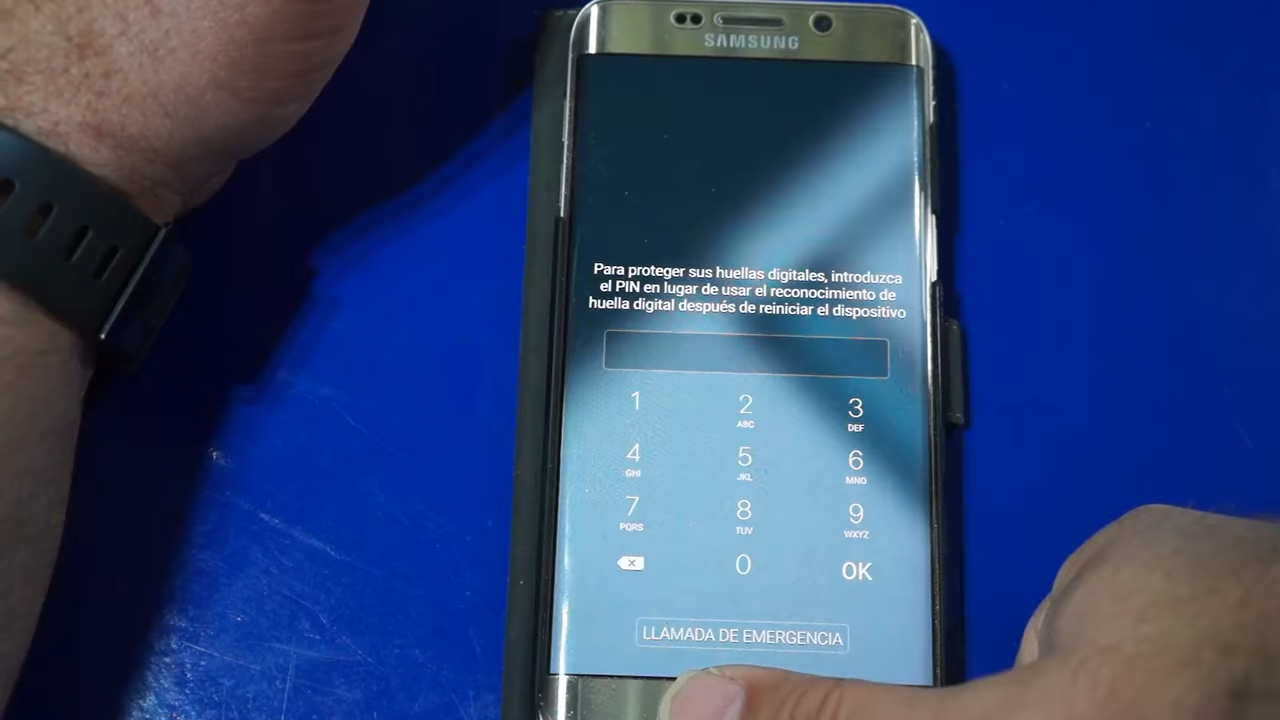 SAMSUNG
Para proteger sus huellas digitales, introduzca
el PIN en lugar de usar el reconocimiento de
huella digital después de reiniciar el dispositivo
1 2 3
ABC DEF
4 5 6
GHI JKL MNO
7 8 9
PQRS TUV WXYZ
0 OK
LLAMADA DE EMERGENCIA